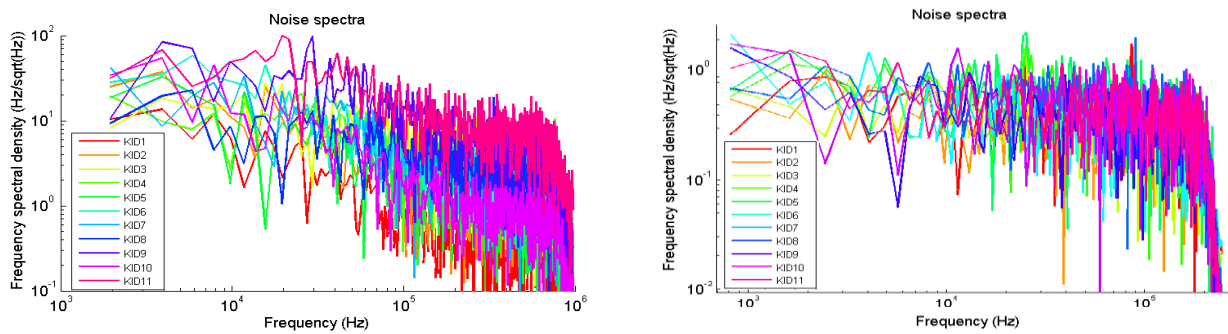 Noise spectra
Frequency spectral density (Hz/sqrt(Hz))
10^2
10^1
10^0
10^-1
KID1
KID2
KID3
KID4
KID5
KID6
KID7
KID8
KID9
KID10
KID11
10^3
10^4
10^5
10^6
Frequency (Hz)
Noise spectra
Frequency spectral density (Hz/sqrt(Hz))
10^0
10^-1
10^-2
KID1
KID2
KID3
KID4
KID5
KID6
KID7
KID8
KID9
KID10
KID11
10^3
10^4
10^5
Frequency (Hz)